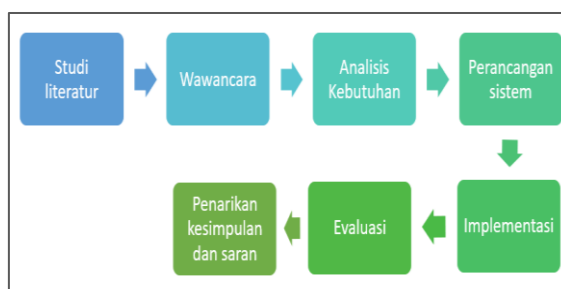 Studi
literatur
Wawancara
Analisis
Kebutuhan
Perancangan
sistem
Implementasi
Evaluasi
Penarikan
kesimpulan
dan saran